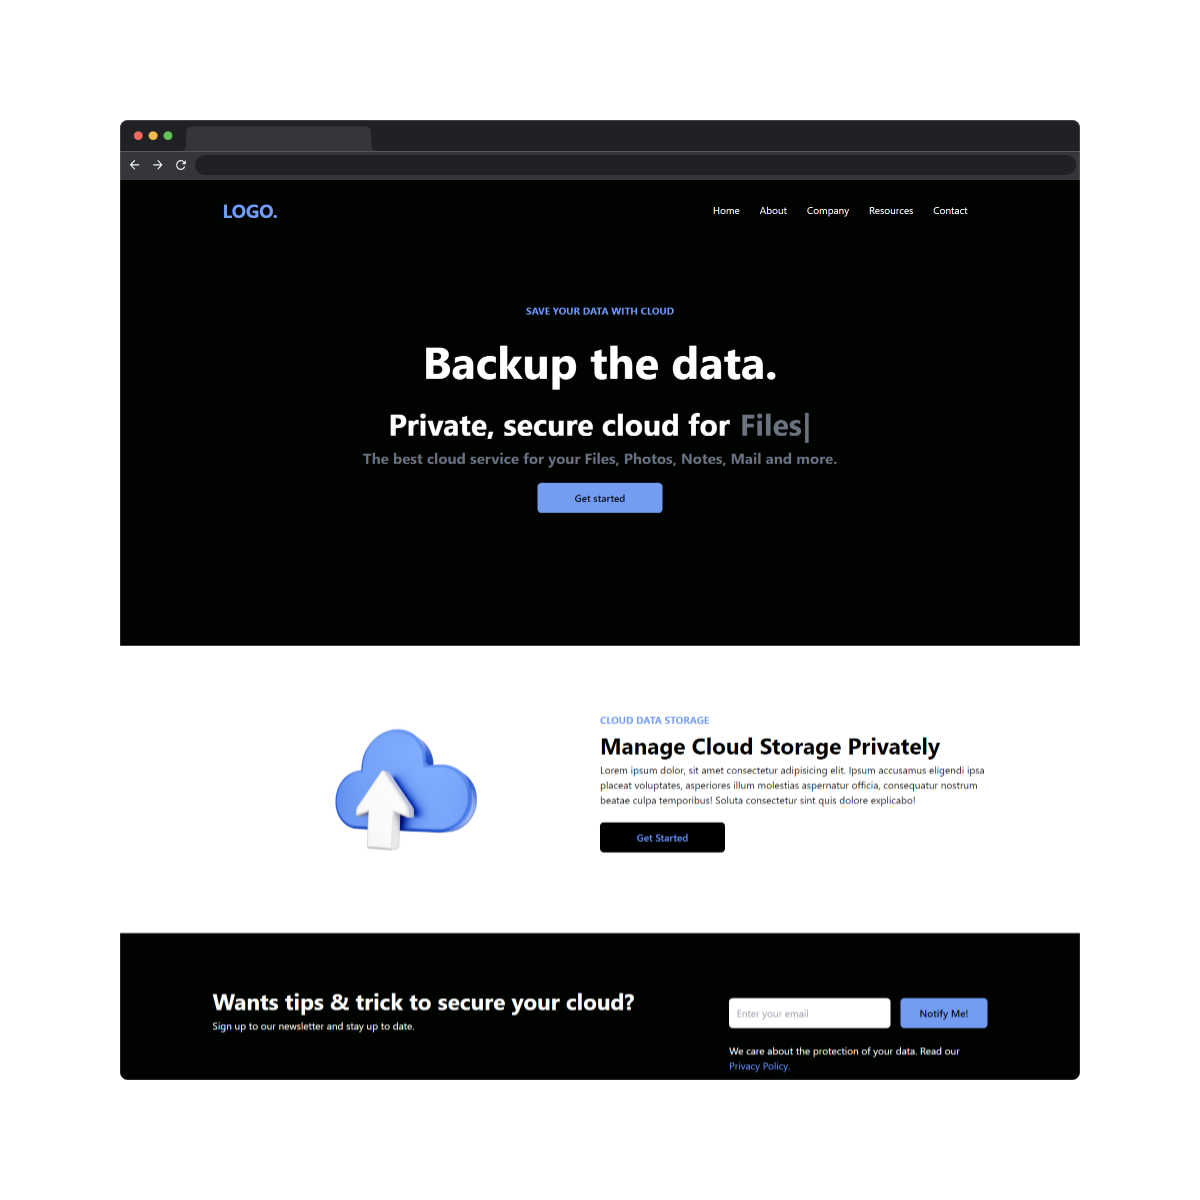 LOGO.
Home About Company Resources Contact
SAVE YOUR DATA WITH CLOUD
Backup the data.
Private, secure cloud for Files|
The best cloud service for your Files, Photos, Notes, Mail and more.
Get started
CLOUD DATA STORAGE
Manage Cloud Storage Privately
Lorem ipsum dolor, sit amet consectetur adipisicing elit. Ipsum accusamus eligendi ipsa
placeat voluptates, asperiores illum molestias aspernatur officia, consequatur nostrum
beatae culpa temporibus! Soluta consectetur sint quis dolore explicabo!
Get Started
Wants tips & trick to secure your cloud?
Sign up to our newsletter and stay up to date.
Enter your email
Notify Me!
We care about the protection of your data. Read our
Privacy Policy.